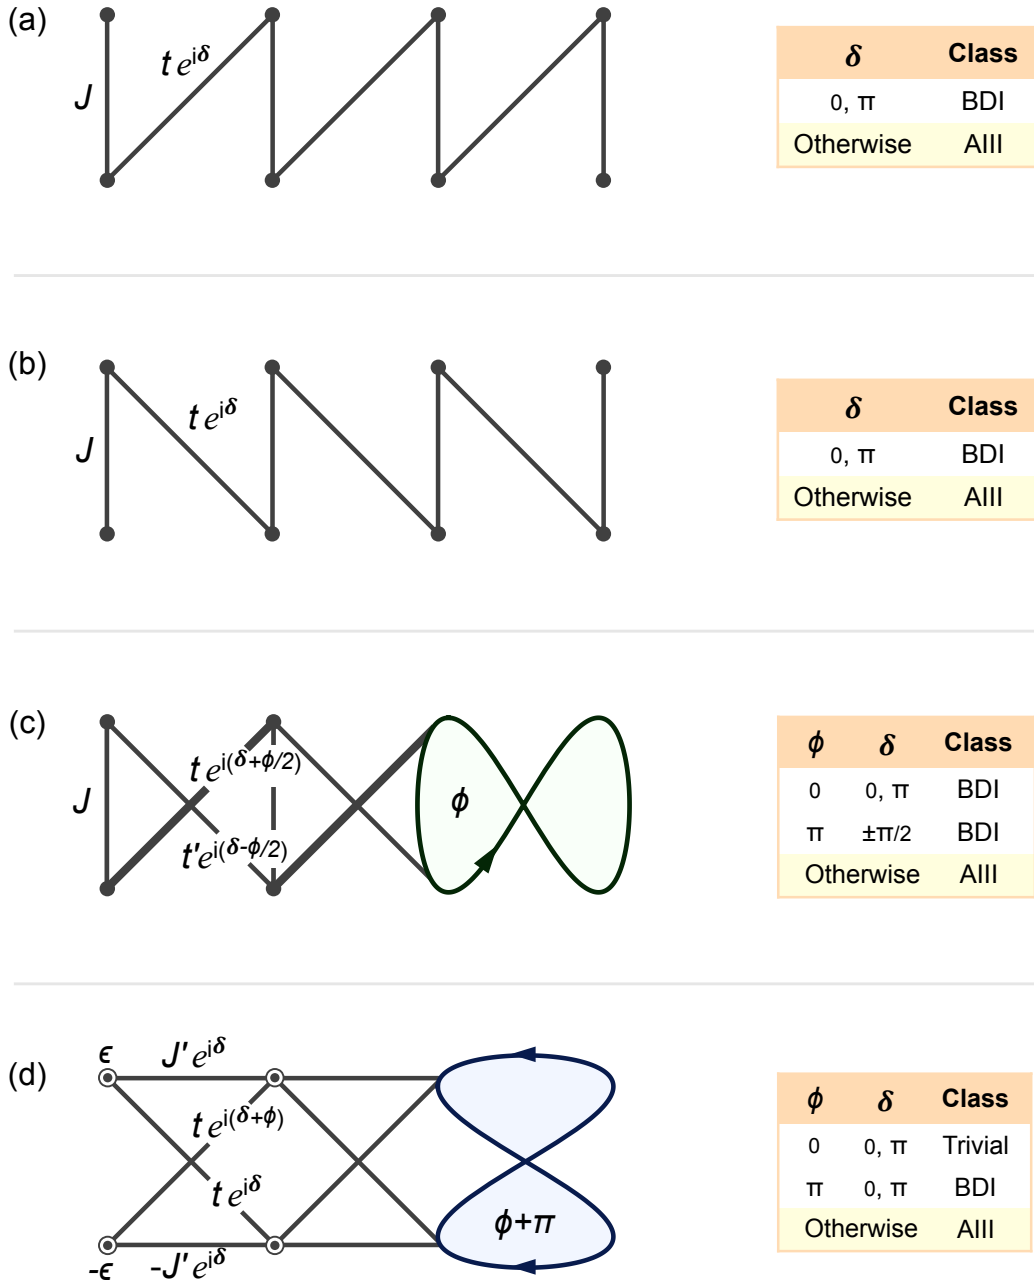 (a)
J
t e^{iδ}
δ Class
0, π BDI
Otherwise AIII
(b)
J
t e^{iδ}
δ Class
0, π BDI
Otherwise AIII
(c)
J
t e^{i(δ+ϕ/2)}
t' e^{i(δ-ϕ/2)}
ϕ
ϕ δ Class
0 0, π BDI
π ±π/2 BDI
Otherwise AIII
(d)
ϵ
J' e^{iδ}
t e^{i(δ+ϕ)}
t e^{iδ}
-ϵ
-J' e^{iδ}
ϕ+π
ϕ δ Class
0 0, π Trivial
π 0, π BDI
Otherwise AIII